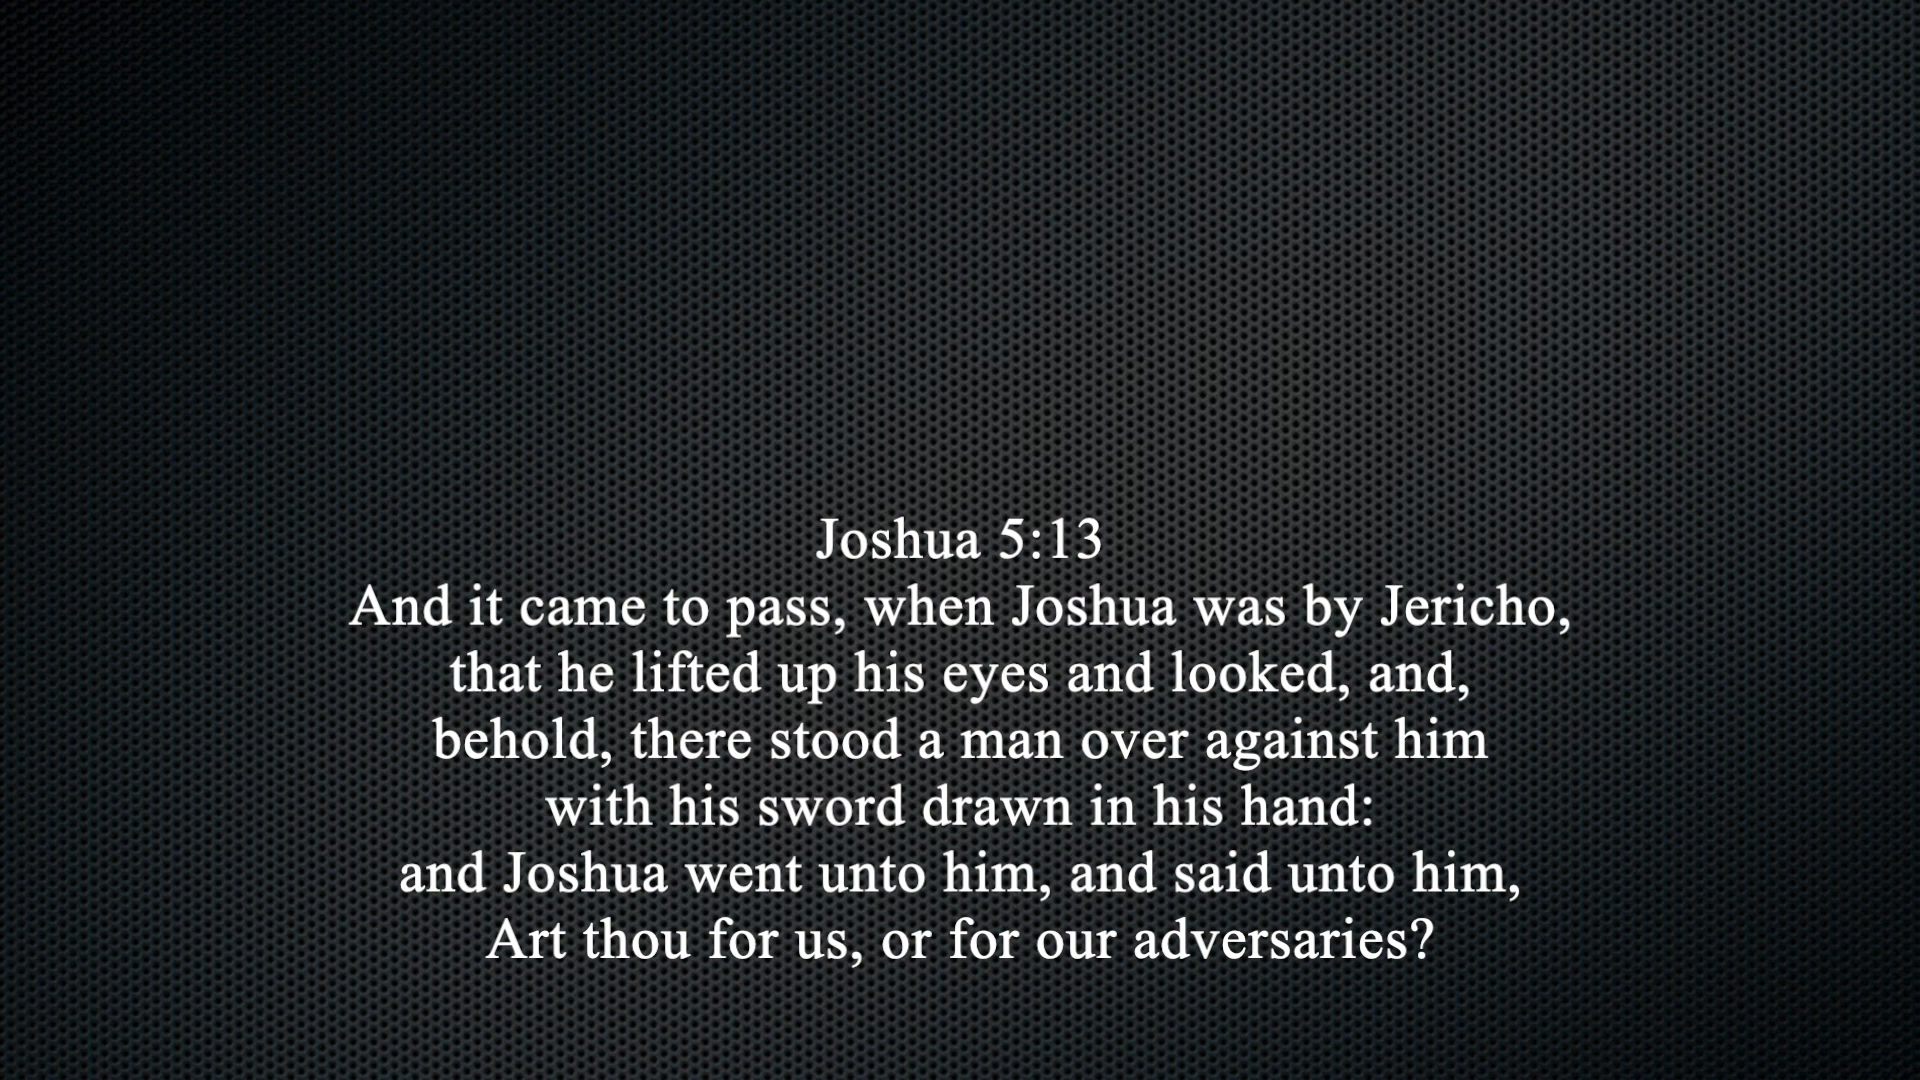 Joshua 5:13
And it came to pass, when Joshua was by Jericho,
that he lifted up his eyes and looked, and,
behold, there stood a man over against him
with his sword drawn in his hand:
and Joshua went unto him, and said unto him,
Art thou for us, or for our adversaries?